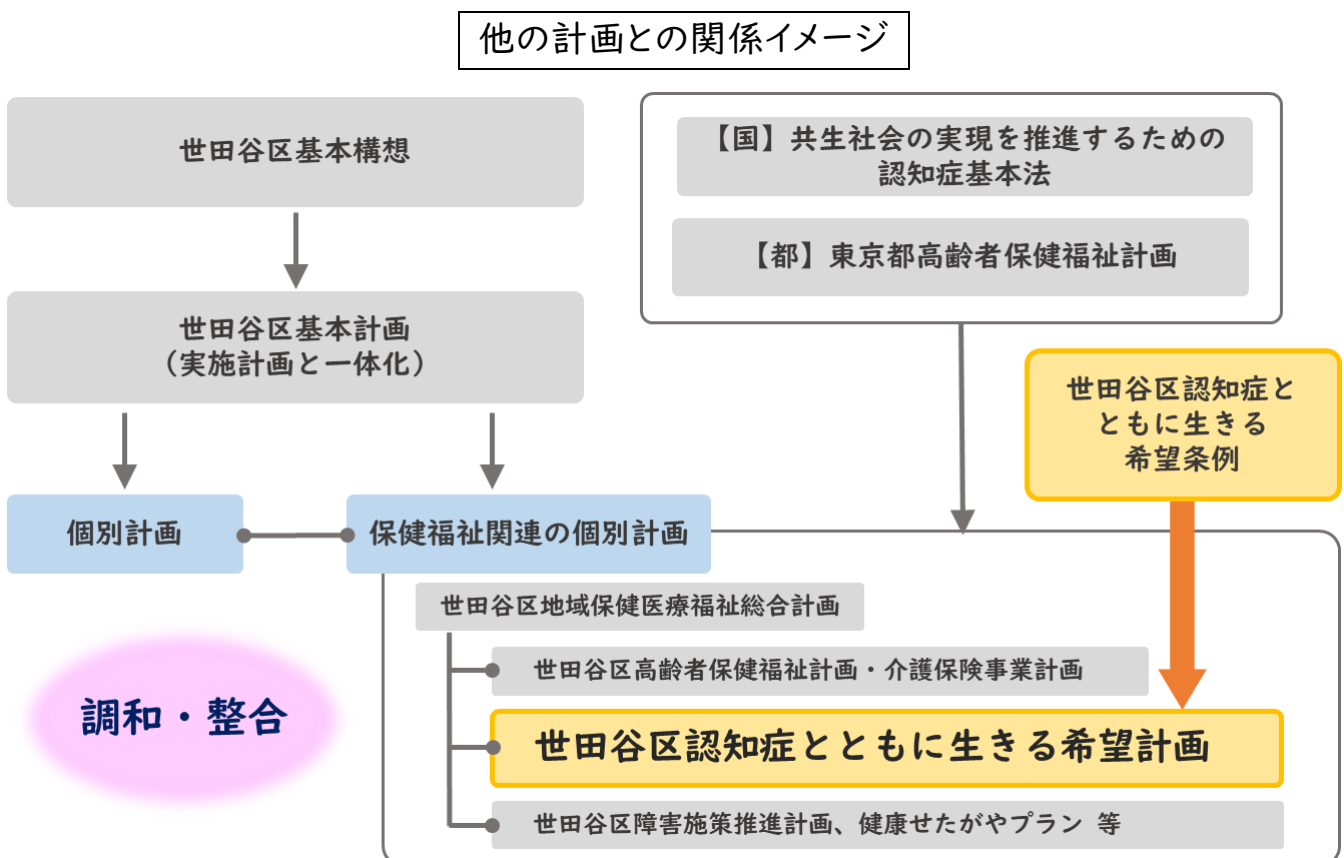 他の計画との関係イメージ
世田谷区基本構想
【国】共生社会の実現を推進するための
認知症基本法
【都】東京都高齢者保健福祉計画
世田谷区基本計画
（実施計画と一体化）
世田谷区認知症と
ともに生きる
希望条例
個別計画
保健福祉関連の個別計画
世田谷区地域保健医療福祉総合計画
世田谷区高齢者保健福祉計画・介護保険事業計画
調和・整合
世田谷区認知症とともに生きる希望計画
世田谷区障害施策推進計画、健康せたがやプラン 等